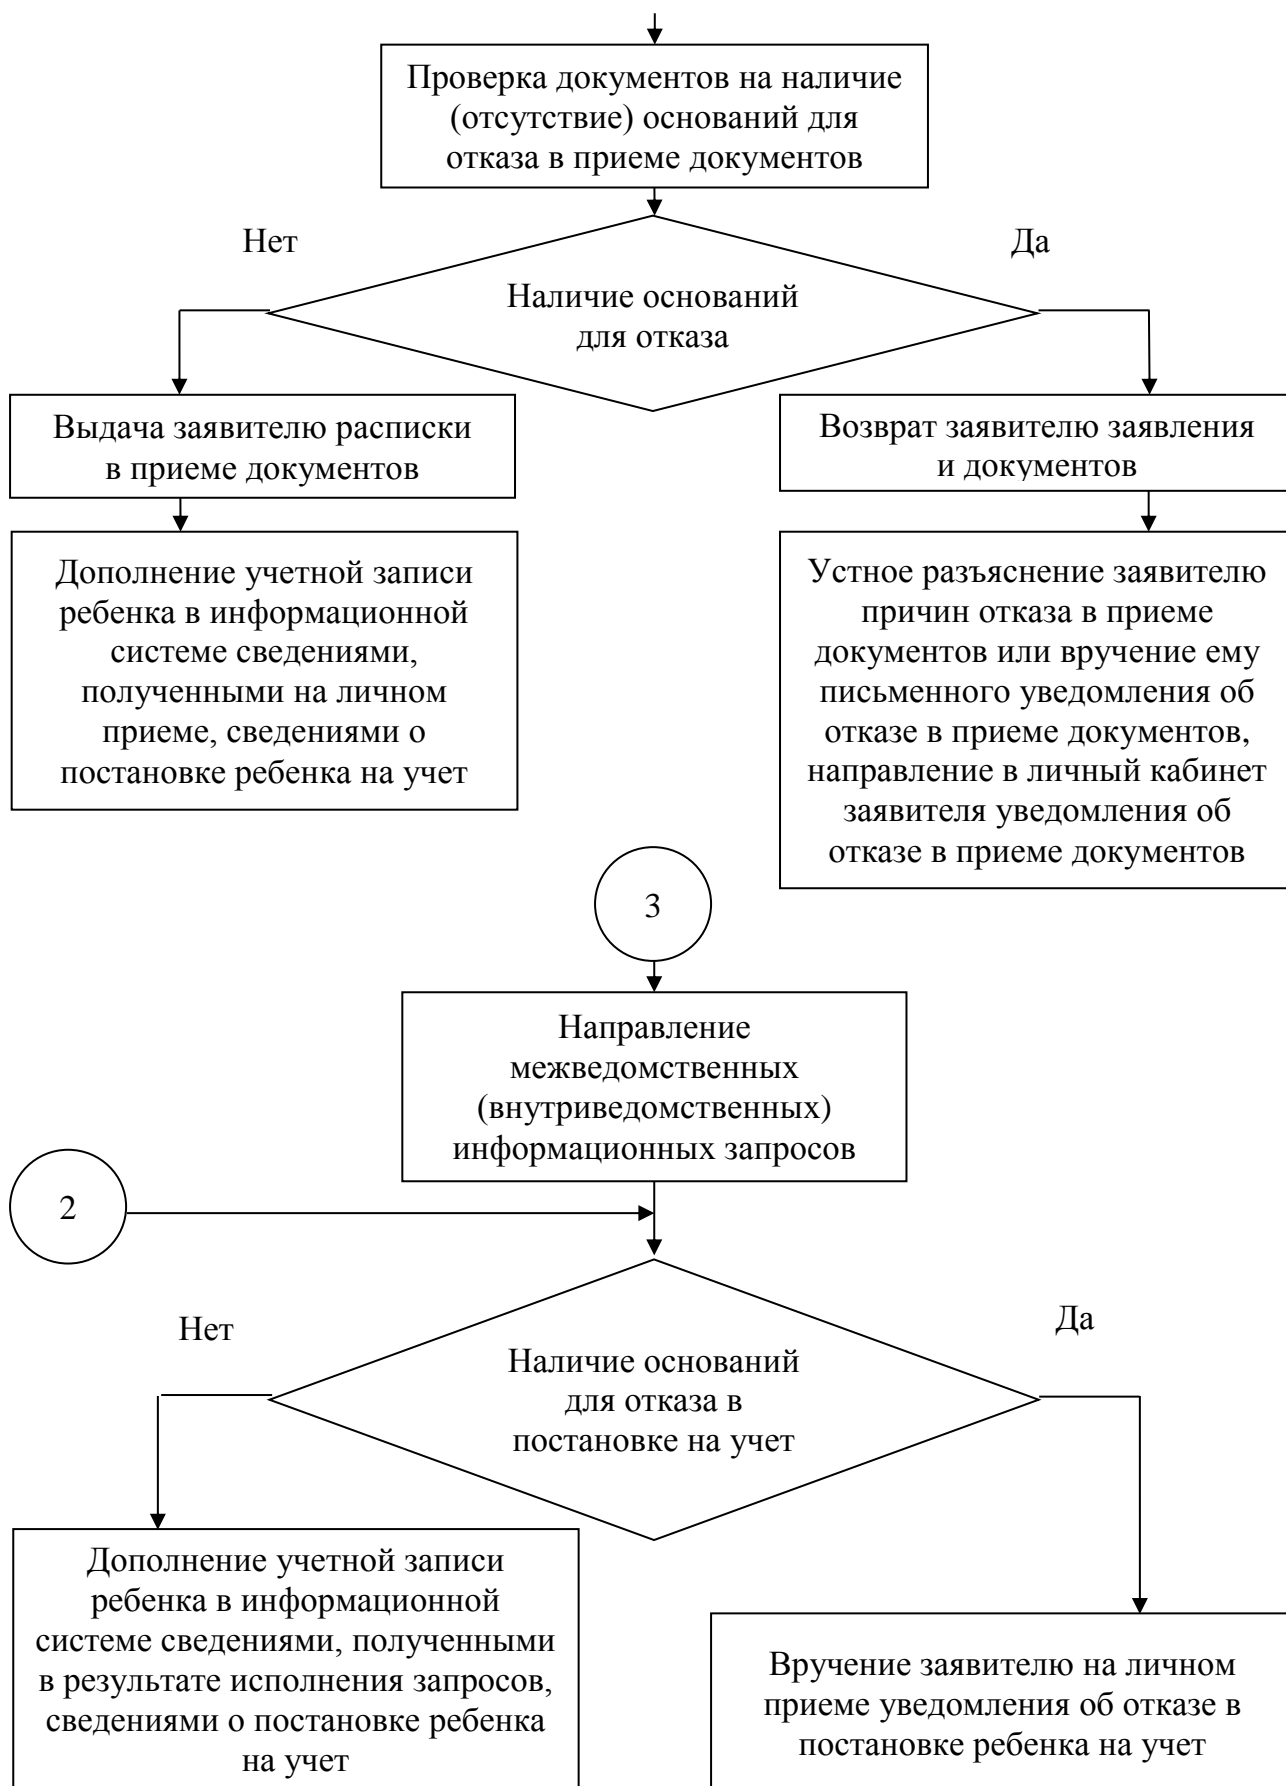 Проверка документов на наличие
(отсутствие) оснований для
отказа в приеме документов
Нет
Да
Наличие оснований
для отказа
Выдача заявителю расписки
в приеме документов
Возврат заявителю заявления
и документов
Дополнение учетной записи
ребенка в информационной
системе сведениями,
полученными на личном
приеме, сведениями о
постановке ребенка на учет
Устное разъяснение заявителю
причин отказа в приеме
документов или вручение ему
письменного уведомления об
отказе в приеме документов,
направление в личный кабинет
заявителя уведомления об
отказе в приеме документов
3
Направление
межведомственных
(внутриведомственных)
информационных запросов
2
Нет
Да
Наличие оснований
для отказа в
постановке на учет
Дополнение учетной записи
ребенка в информационной
системе сведениями, полученными
в результате исполнения запросов,
сведениями о постановке ребенка
на учет
Вручение заявителю на личном
приеме уведомления об отказе в
постановке ребенка на учет